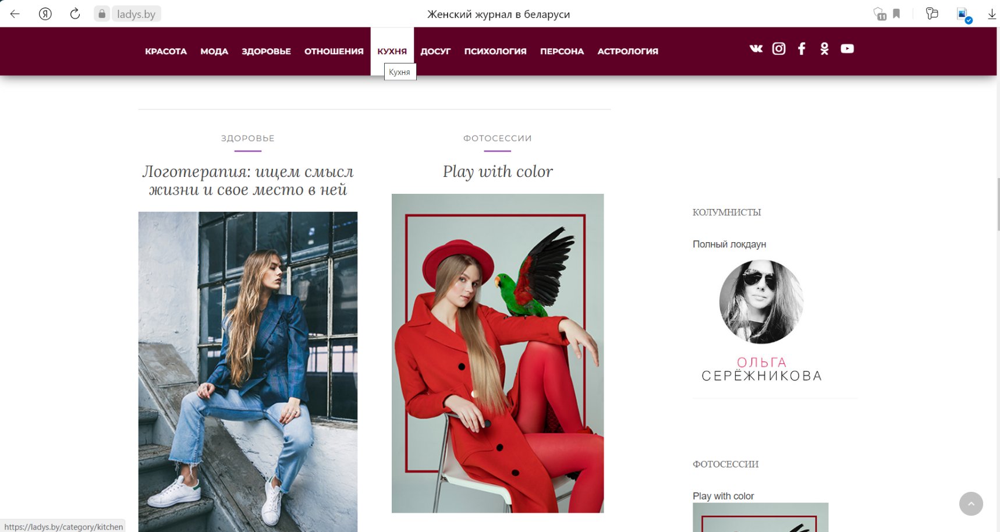 Я
ladys.by
Женский журнал в беларуси
11
КРАСОТА МОДА ЗДОРОВЬЕ ОТНОШЕНИЯ КУХНЯ ДОСУГ ПСИХОЛОГИЯ ПЕРСОНА АСТРОЛОГИЯ
Кухня
ЗДОРОВЬЕ
Логотерапия: ищем смысл
жизни и свое место в ней
ФОТОСЕССИИ
Play with color
КОЛУМНИСТЫ
Полный локдаун
ОЛЬГА
СЕРЁЖНИКОВА
ФОТОСЕССИИ
Play with color
https://ladys.by/category/kitchen